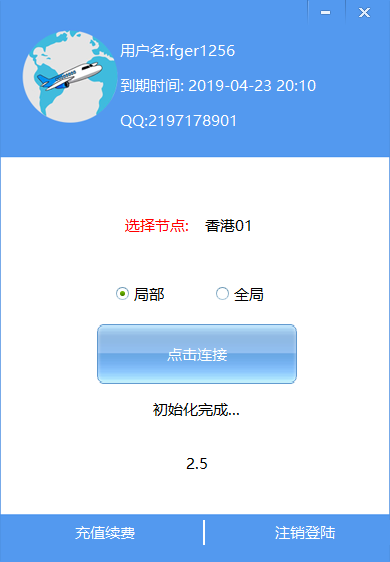 用户名:fger1256
到期时间: 2019-04-23 20:10
QQ:2197178901
选择节点: 香港01
局部 全局
点击连接
初始化完成...
2.5
充值续费 注销登陆